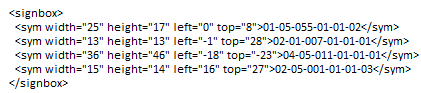 <signbox>
<sym width="25" height="17" left="0" top="8">01-05-055-01-01-02</sym>
<sym width="13" height="13" left="-1" top="28">02-01-007-01-01-01</sym>
<sym width="36" height="46" left="-18" top="-23">04-05-011-01-01-01</sym>
<sym width="15" height="14" left="16" top="27">02-05-001-01-01-03</sym>
</signbox>